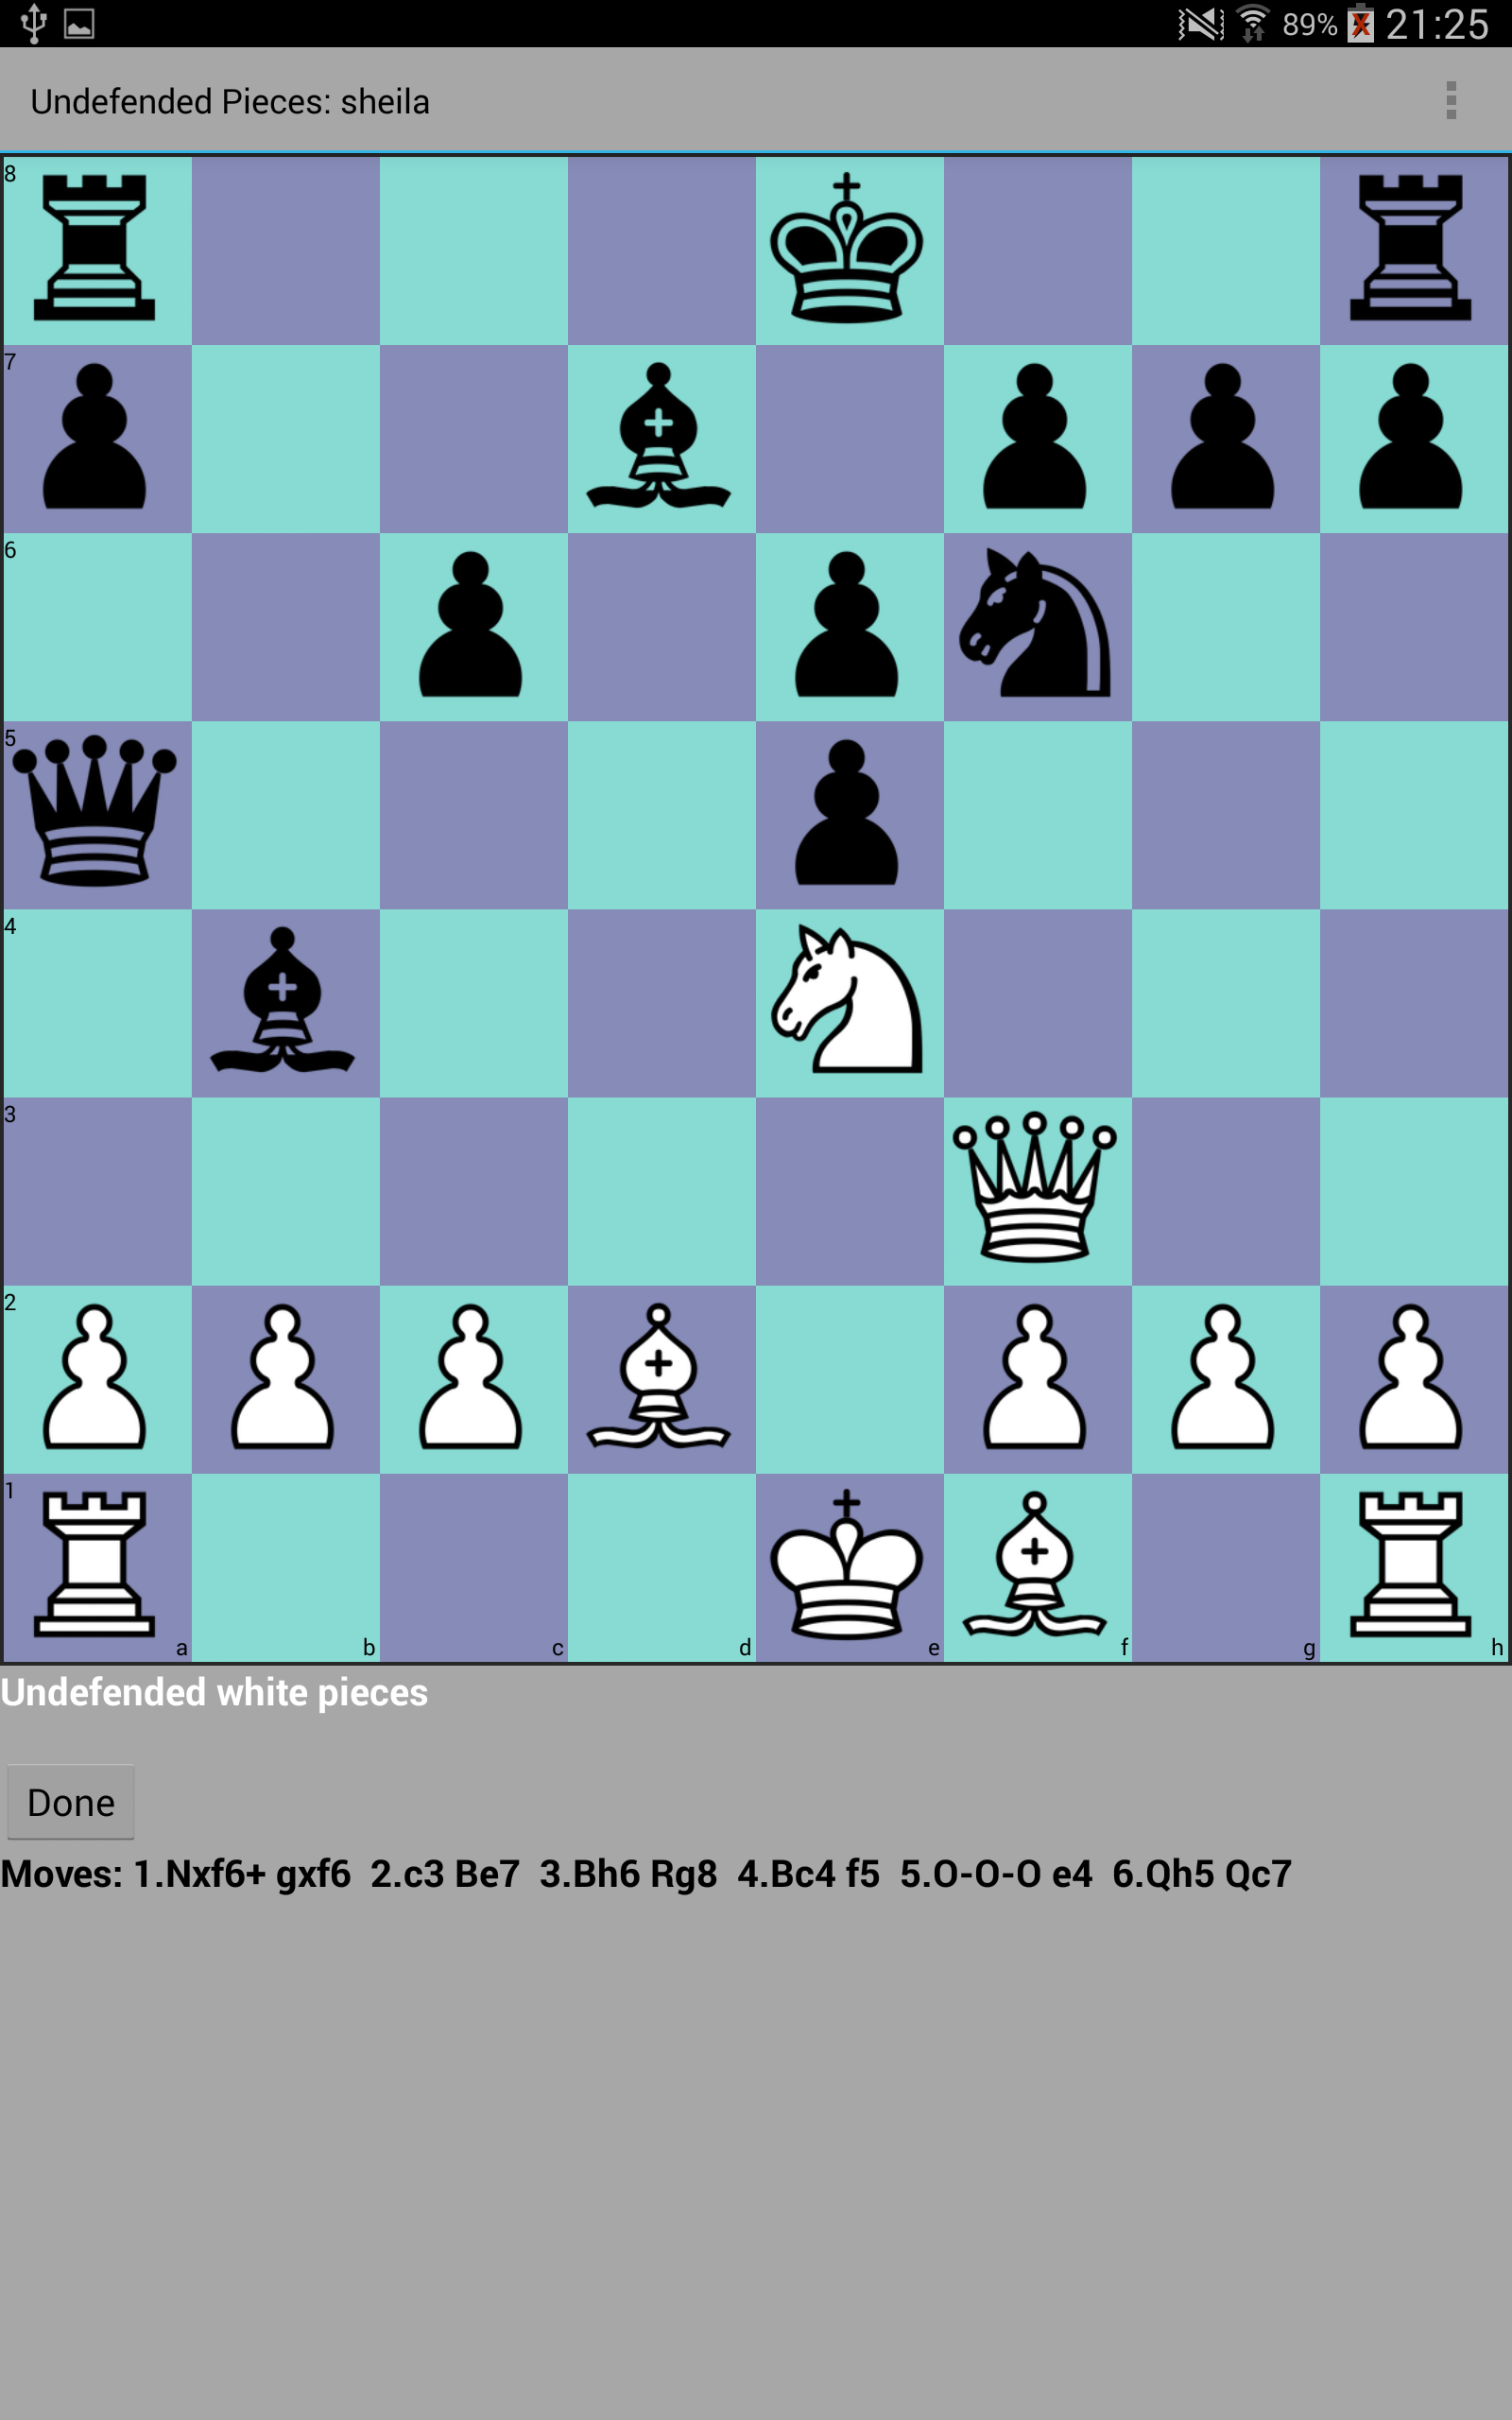 89% 21:25
Undefended Pieces: sheila
8
7
6
5
4
3
2
1
a b c d e f g h
Undefended white pieces
Done
Moves: 1.Nxf6+ gxf6 2.c3 Be7 3.Bh6 Rg8 4.Bc4 f5 5.O-O-O e4 6.Qh5 Qc7